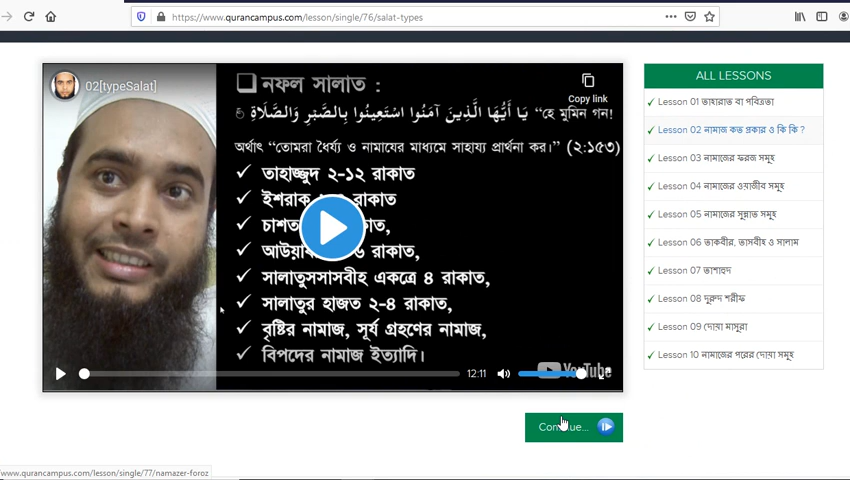 https://www.qurancampus.com/lesson/single/76/salat-types
02[typeSalat]
Copy link
নফল সালাত :
يَا أَيُّهَا الَّذِينَ آمَنُوا اسْتَعِينُوا بِالصَّبْرِ وَالصَّلَاةِ ۚ “হে মুমিন গন!
অর্থাৎ “তোমরা ধৈর্য্য ও নামাযের মাধ্যমে সাহায্য প্রার্থনা কর।” (২:১৫৩)
তাহাজ্জুদ ২-১২ রাকাত
ইশরাক রাকাত
রাকাত,
রাকাত,
সালাতুসসাসবীহ একত্রে ৪ রাকাত,
সালাতুর হাজত ২-৪ রাকাত,
বৃষ্টির নামাজ, সূর্য গ্রহণের নামাজ,
বিপদের নামাজ ইত্যাদি।
YouTube
12:11
Continue...
ALL LESSONS
Lesson 01 তাহারাত বা পবিত্রতা
Lesson 02 নামাজ কত প্রকার ও কি কি ?
Lesson 03 নামাজের ফরজ সমূহ
Lesson 04 নামাজের ওয়াজীব সমূহ
Lesson 05 নামাজের সুন্নাত সমূহ
Lesson 06 তাকবীর, তাসবীহ ও সালাম
Lesson 07 তাশাহুদ
Lesson 08 দুরুদ শরীফ
Lesson 09 দোয়া মাসূরা
Lesson 10 নামাজের পরের দোয়া সমূহ
www.qurancampus.com/lesson/single/77/namazer-foroz